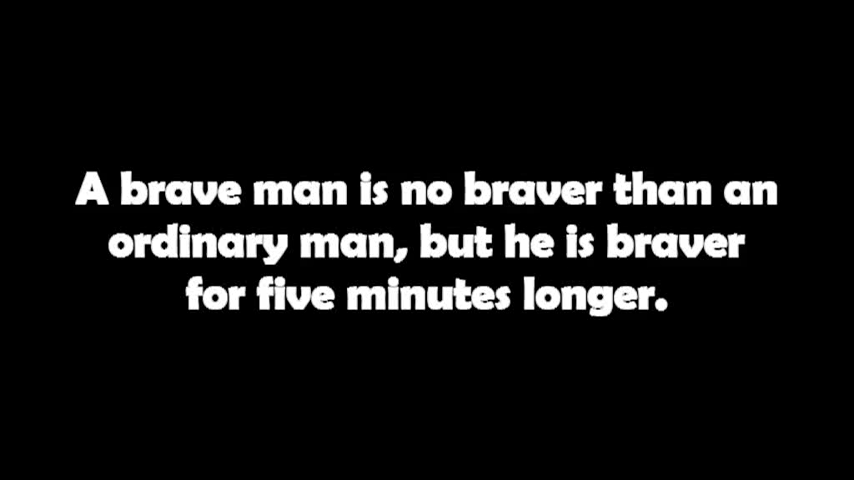 A brave man is no braver than an
ordinary man, but he is braver
for five minutes longer.